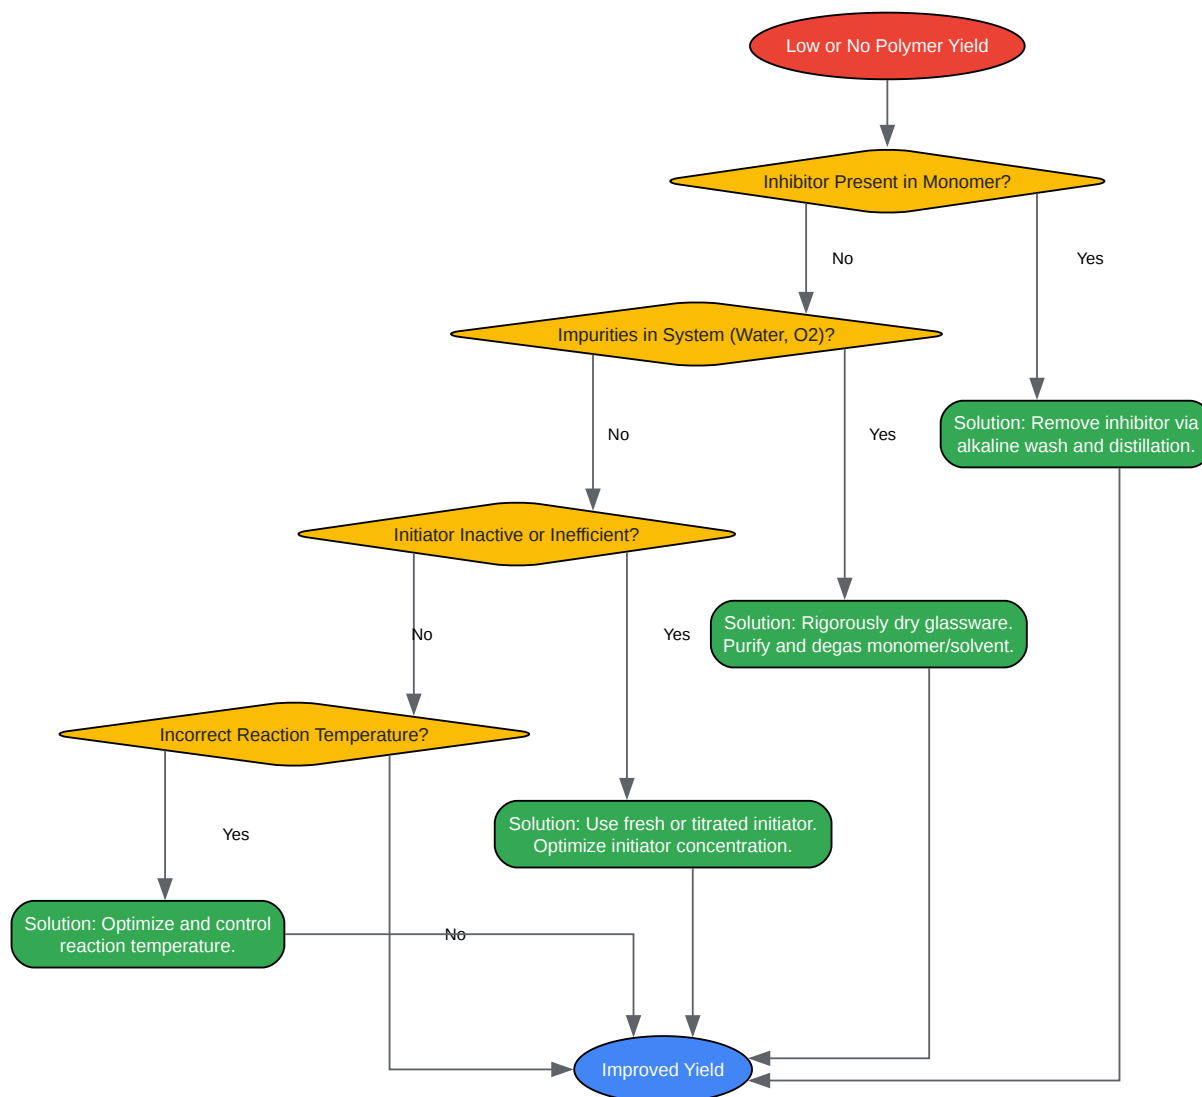 Low or No Polymer Yield
Inhibitor Present in Monomer?
No
Yes
Impurities in System (Water, O2)?
Solution: Remove inhibitor via
alkaline wash and distillation.
No
Yes
Initiator Inactive or Inefficient?
Solution: Rigorously dry glassware.
Purify and degas monomer/solvent.
No
Yes
Incorrect Reaction Temperature?
Solution: Use fresh or titrated initiator.
Optimize initiator concentration.
Yes
Solution: Optimize and control
reaction temperature.
No
Improved Yield